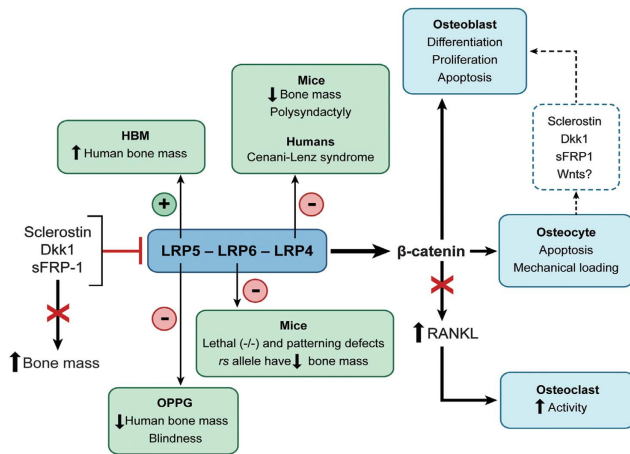 Osteoblast
Differentiation
Proliferation
Apoptosis
Mice
⬇Bone mass
Polysyndactyly
Humans
Cenani-Lenz syndrome
HBM
⬆Human bone mass
Sclerostin
Dkk1
sFRP1
Wnts?
+
-
Sclerostin
Dkk1
sFRP-1
LRP5 – LRP6 – LRP4
β-catenin
Osteocyte
Apoptosis
Mechanical loading
-
-
Mice
Lethal (-/-) and patterning defects
rs allele have⬇ bone mass
⬆RANKL
⬆Bone mass
OPPG
⬇Human bone mass
Blindness
Osteoclast
⬆ Activity